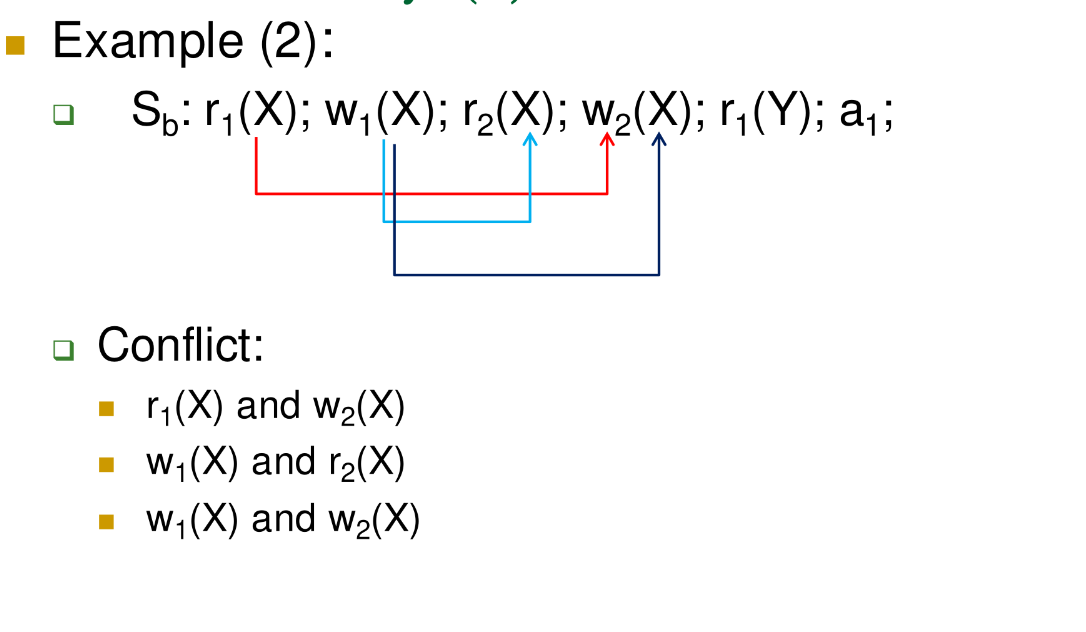 Example (2):
S_b: r_1(X); w_1(X); r_2(X); w_2(X); r_1(Y); a_1;
Conflict:
r_1(X) and w_2(X)
w_1(X) and r_2(X)
w_1(X) and w_2(X)